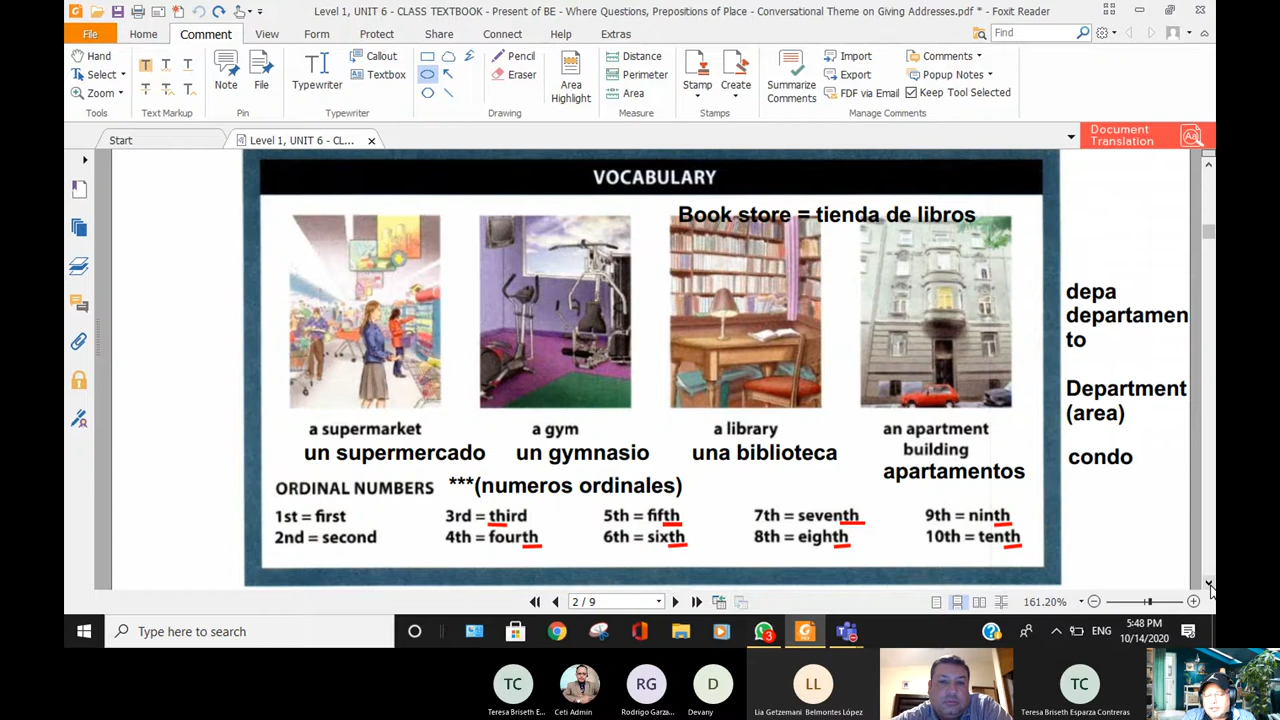 Level 1, UNIT 6 - CLASS TEXTBOOK - Present of BE - Where Questions, Prepositions of Place - Conversational Theme on Giving Addresses.pdf * - Foxit Reader
File Home Comment View Form Protect Share Connect Help Extras Find
Hand
Select
Zoom
Tools
Text Markup
Note
File
Pin
Typewriter
Callout
Textbox
Typewriter
Pencil
Eraser
Drawing
Area
Highlight
Distance
Perimeter
Area
Measure
Stamp
Create
Stamps
Summarize
Comments
Import
Export
FDF via Email
Comments
Popup Notes
Keep Tool Selected
Manage Comments
Start
Level 1, UNIT 6 - CL...
Document
Translation
VOCABULARY
Book store = tienda de libros
depa
departamen
to
Department
(area)
condo
a supermarket
un supermercado
a gym
un gymnasio
a library
una biblioteca
an apartment
building
apartamentos
ORDINAL NUMBERS ***(numeros ordinales)
1st = first 3rd = third 5th = fifth 7th = seventh 9th = ninth
2nd = second 4th = fourth 6th = sixth 8th = eighth 10th = tenth
2 / 9
161.20%
Type here to search
3
ENG
5:48 PM
10/14/2020
TC
Teresa Briseth E...
Ceti Admin
RG
Rodrigo Garza...
D
Devany
LL
Lia Getzemani Belmontes López
TC
Teresa Briseth Esparza Contreras